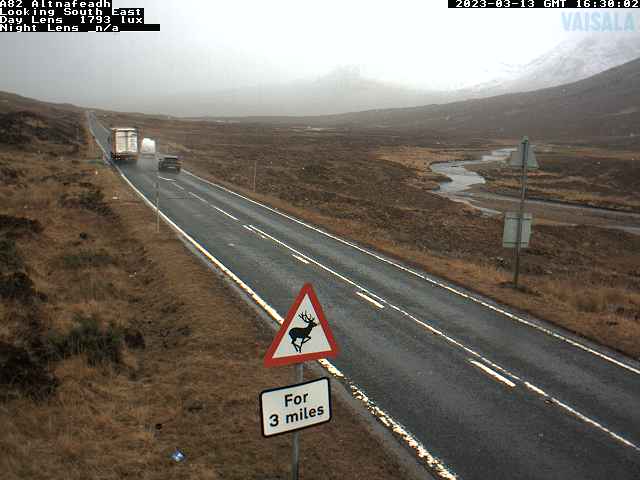 A82 Altnafeadh
Looking South East
Day Lens 1793 lux
Night Lens n/a
2023-03-13 GMT 16:30:02
VAISALA
For
3 miles